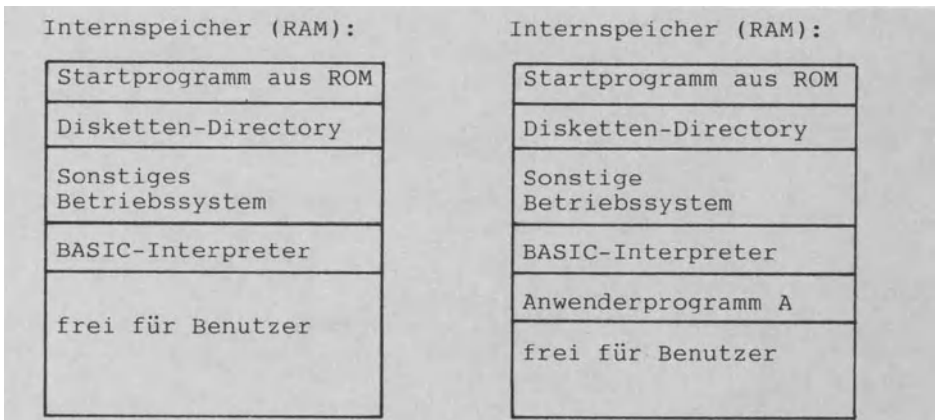 Internspeicher (RAM):
Startprogramm aus ROM
Disketten-Directory
Sonstiges
Betriebssystem
BASIC-Interpreter
frei für Benutzer
Internspeicher (RAM):
Startprogramm aus ROM
Disketten-Directory
Sonstige
Betriebssystem
BASIC-Interpreter
Anwenderprogramm A
frei für Benutzer